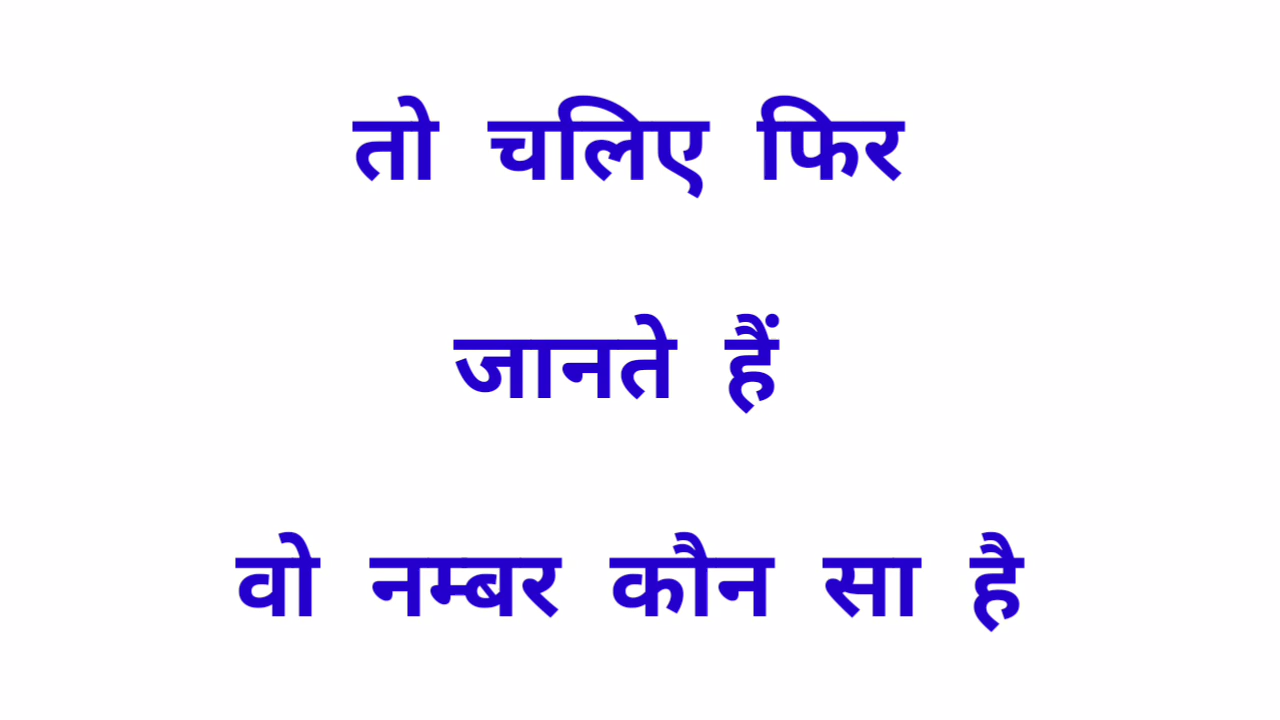 तो चलिए फिर
जानते हैं
वो नम्बर कौन सा है